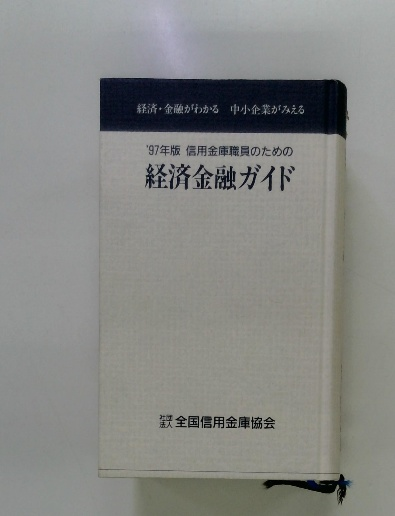 経済・金融がわかる 中小企業がみえる
'97年版 信用金庫職員のための
経済金融ガイド
社団法人 全国信用金庫協会